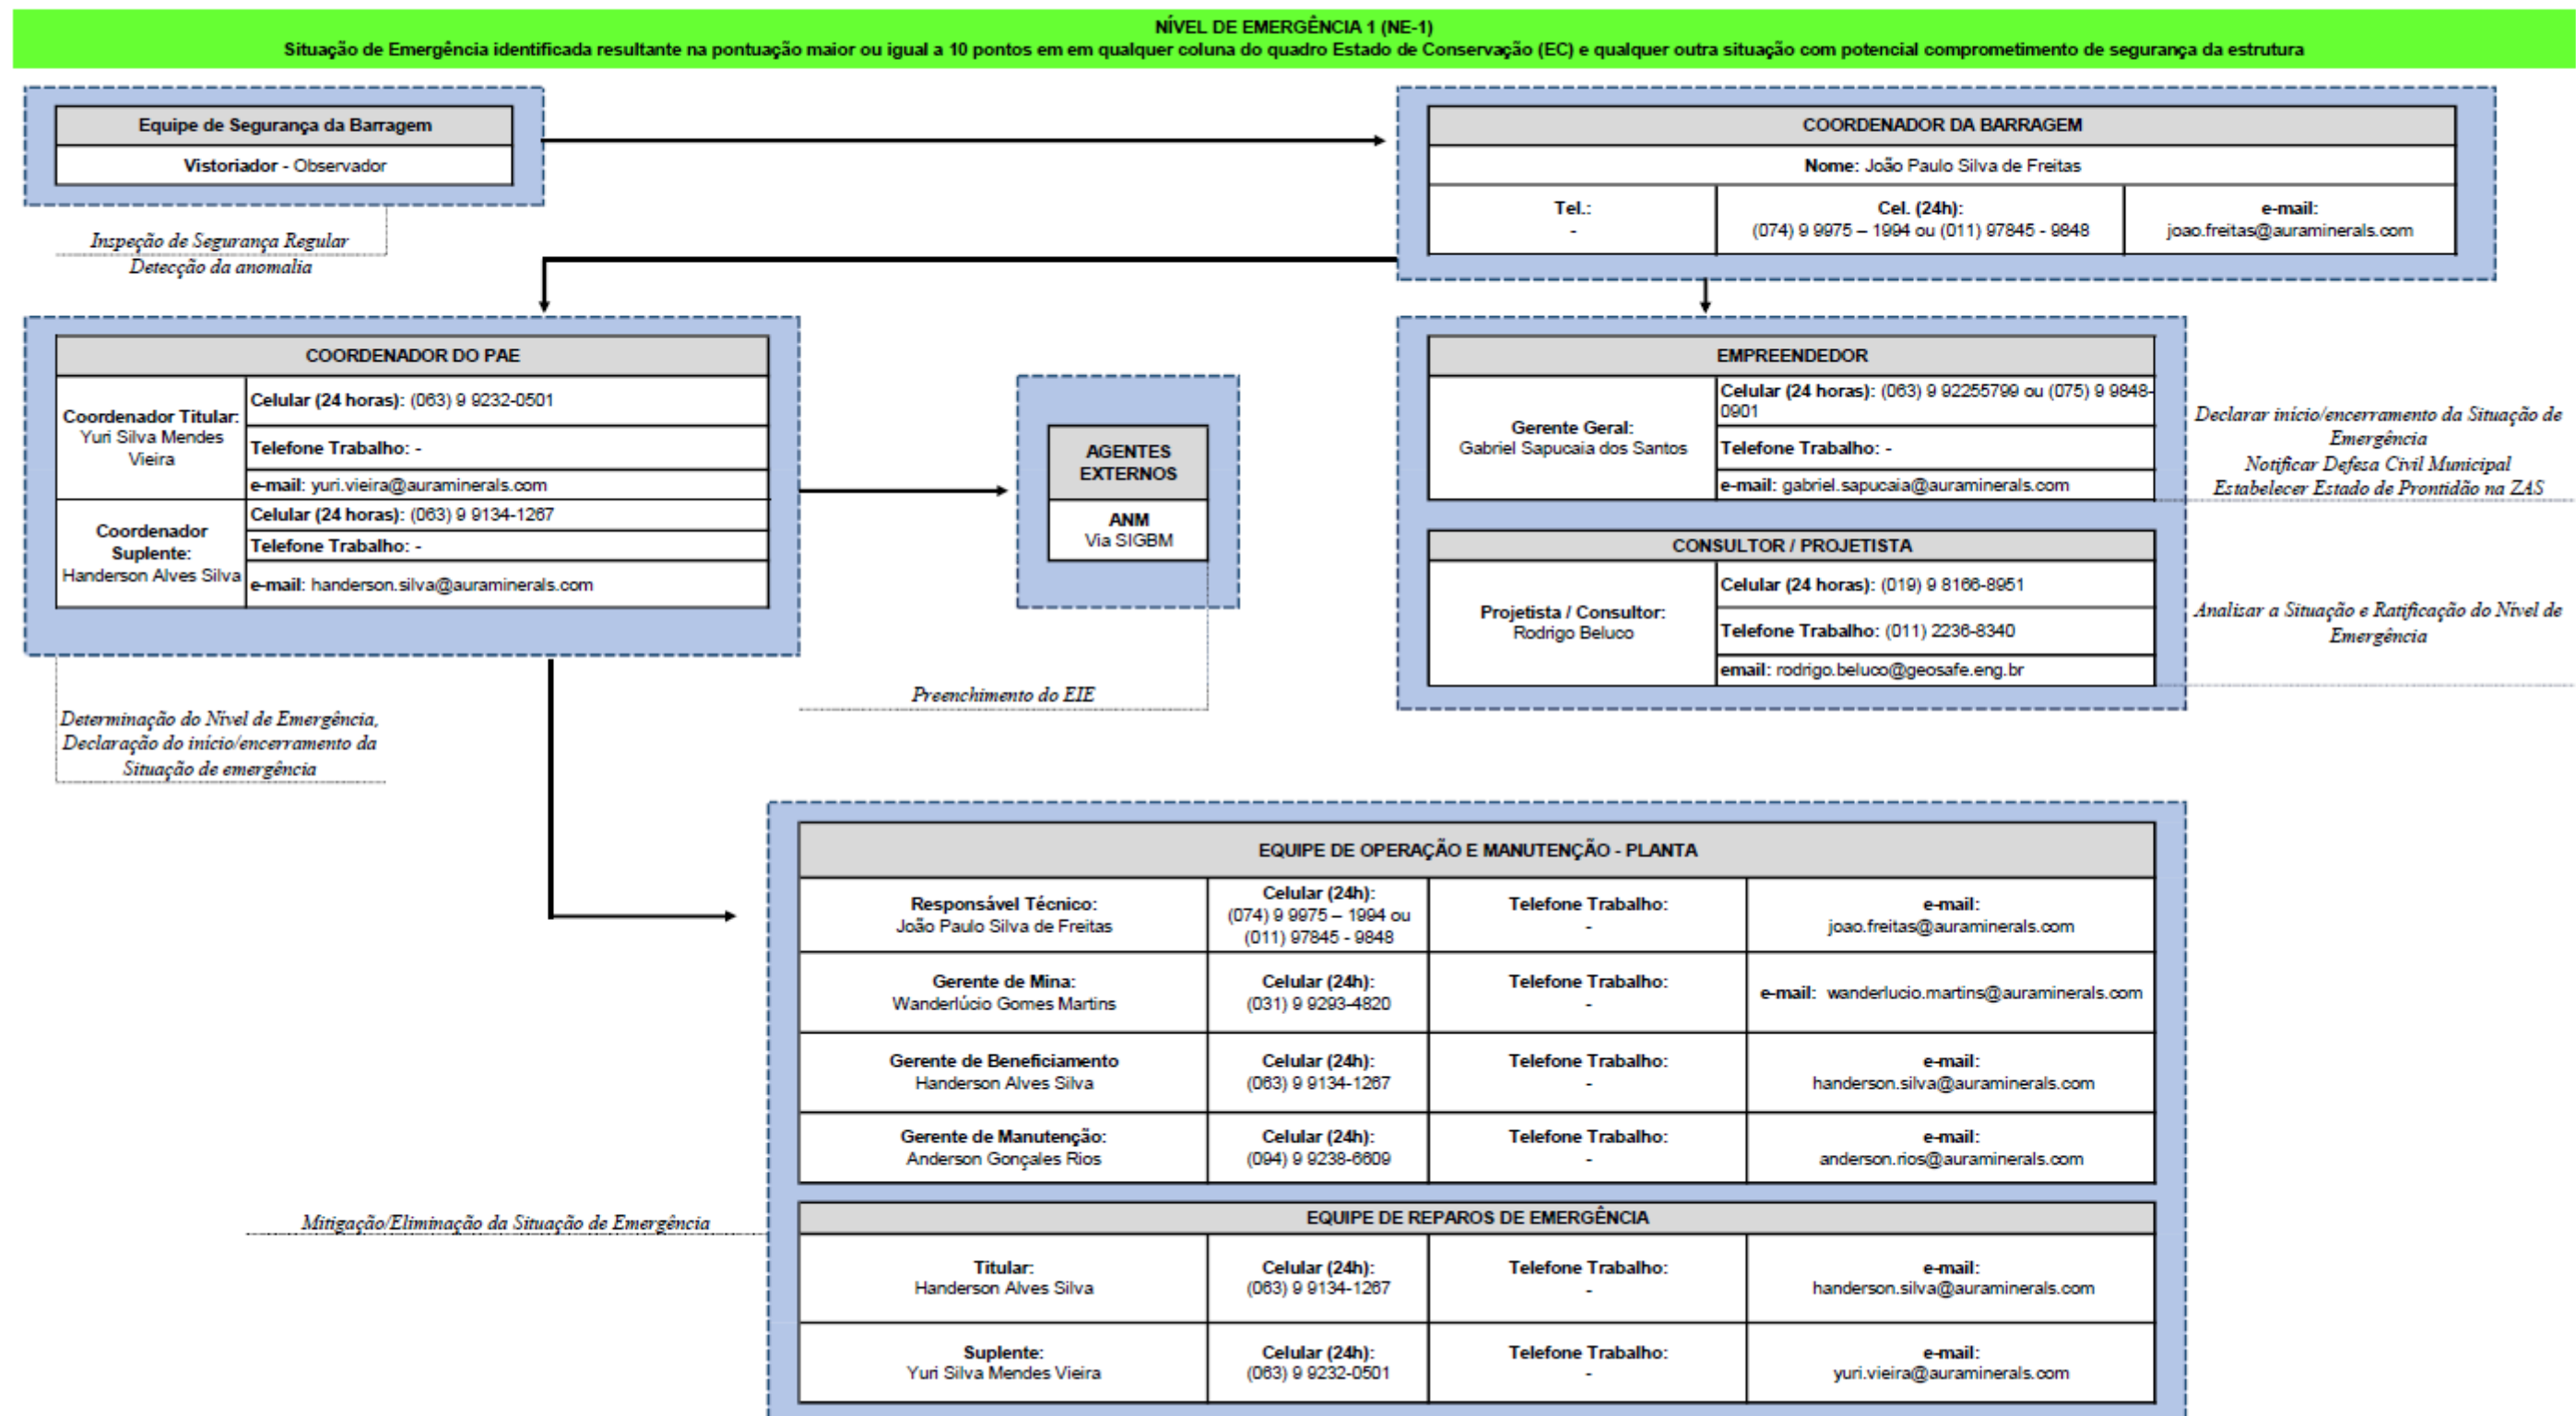 NÍVEL DE EMERGÊNCIA 1 (NE-1)
Situação de Emergência identificada resultante na pontuação maior ou igual a 10 pontos em em qualquer coluna do quadro Estado de Conservação (EC) e qualquer outra situação com potencial comprometimento de segurança da estrutura
Equipe de Segurança da Barragem
Vistoriador - Observador
Inspeção de Segurança Regular
Detecção da anomalia
COORDENADOR DA BARRAGEM
Nome: João Paulo Silva de Freitas
Tel.:
-
Cel. (24h):
(074) 9 9975 – 1994 ou (011) 97845 - 9848
e-mail:
joao.freitas@auraminerals.com
COORDENADOR DO PAE
Coordenador Titular:
Yuri Silva Mendes
Vieira
Celular (24 horas): (063) 9 9232-0501
Telefone Trabalho: -
e-mail: yuri.vieira@auraminerals.com
Coordenador
Suplente:
Handerson Alves Silva
Celular (24 horas): (063) 9 9134-1267
Telefone Trabalho: -
e-mail: handerson.silva@auraminerals.com
Determinação do Nível de Emergência,
Declaração do início/encerramento da
Situação de emergência
AGENTES
EXTERNOS
ANM
Via SIGBM
Preenchimento do EIE
EMPREENDEDOR
Gerente Geral:
Gabriel Sapucaia dos Santos
Celular (24 horas): (063) 9 92255799 ou (075) 9 9848-
0901
Telefone Trabalho: -
e-mail: gabriel.sapucaia@auraminerals.com
Declarar início/encerramento da Situação de
Emergência
Notificar Defesa Civil Municipal
Estabelecer Estado de Prontidão na ZAS
CONSULTOR / PROJETISTA
Projetista / Consultor:
Rodrigo Beluco
Celular (24 horas): (019) 9 8166-8951
Telefone Trabalho: (011) 2236-8340
email: rodrigo.beluco@geosafe.eng.br
Analisar a Situação e Ratificação do Nível de
Emergência
EQUIPE DE OPERAÇÃO E MANUTENÇÃO - PLANTA
Responsável Técnico:
João Paulo Silva de Freitas
Celular (24h):
(074) 9 9975 – 1994 ou
(011) 97845 - 9848
Telefone Trabalho:
-
e-mail:
joao.freitas@auraminerals.com
Gerente de Mina:
Wanderlúcio Gomes Martins
Celular (24h):
(031) 9 9293-4820
Telefone Trabalho:
-
e-mail: wanderlucio.martins@auraminerals.com
Gerente de Beneficiamento
Handerson Alves Silva
Celular (24h):
(063) 9 9134-1267
Telefone Trabalho:
-
e-mail:
handerson.silva@auraminerals.com
Gerente de Manutenção:
Anderson Gonçales Rios
Celular (24h):
(094) 9 9238-6609
Telefone Trabalho:
-
e-mail:
anderson.rios@auraminerals.com
Mitigação/Eliminação da Situação de Emergência
EQUIPE DE REPAROS DE EMERGÊNCIA
Titular:
Handerson Alves Silva
Celular (24h):
(063) 9 9134-1267
Telefone Trabalho:
-
e-mail:
handerson.silva@auraminerals.com
Suplente:
Yuri Silva Mendes Vieira
Celular (24h):
(063) 9 9232-0501
Telefone Trabalho:
-
e-mail:
yuri.vieira@auraminerals.com